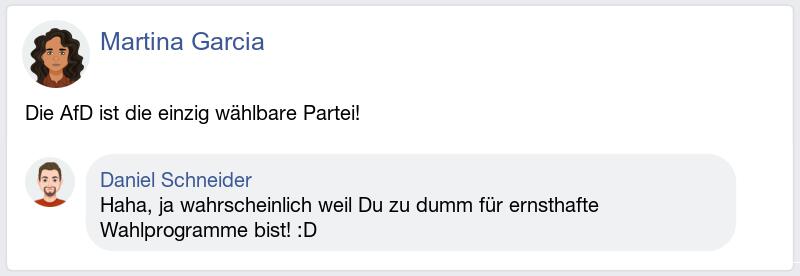 Martina Garcia
Die AfD ist die einzig wählbare Partei!
Daniel Schneider
Haha, ja wahrscheinlich weil Du zu dumm für ernsthafte
Wahlprogramme bist! :D